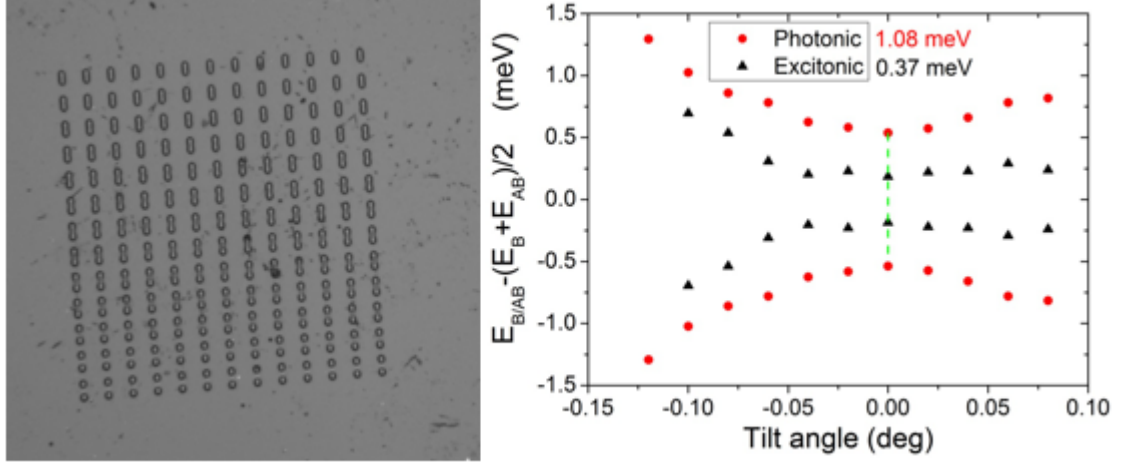 1.5
1.0
0.5
0.0
-0.5
-1.0
-1.5
E_B/AB-(E_B+E_AB)/2 (meV)
Photonic 1.08 meV
Excitonic 0.37 meV
-0.15 -0.10 -0.05 0.00 0.05 0.10
Tilt angle (deg)